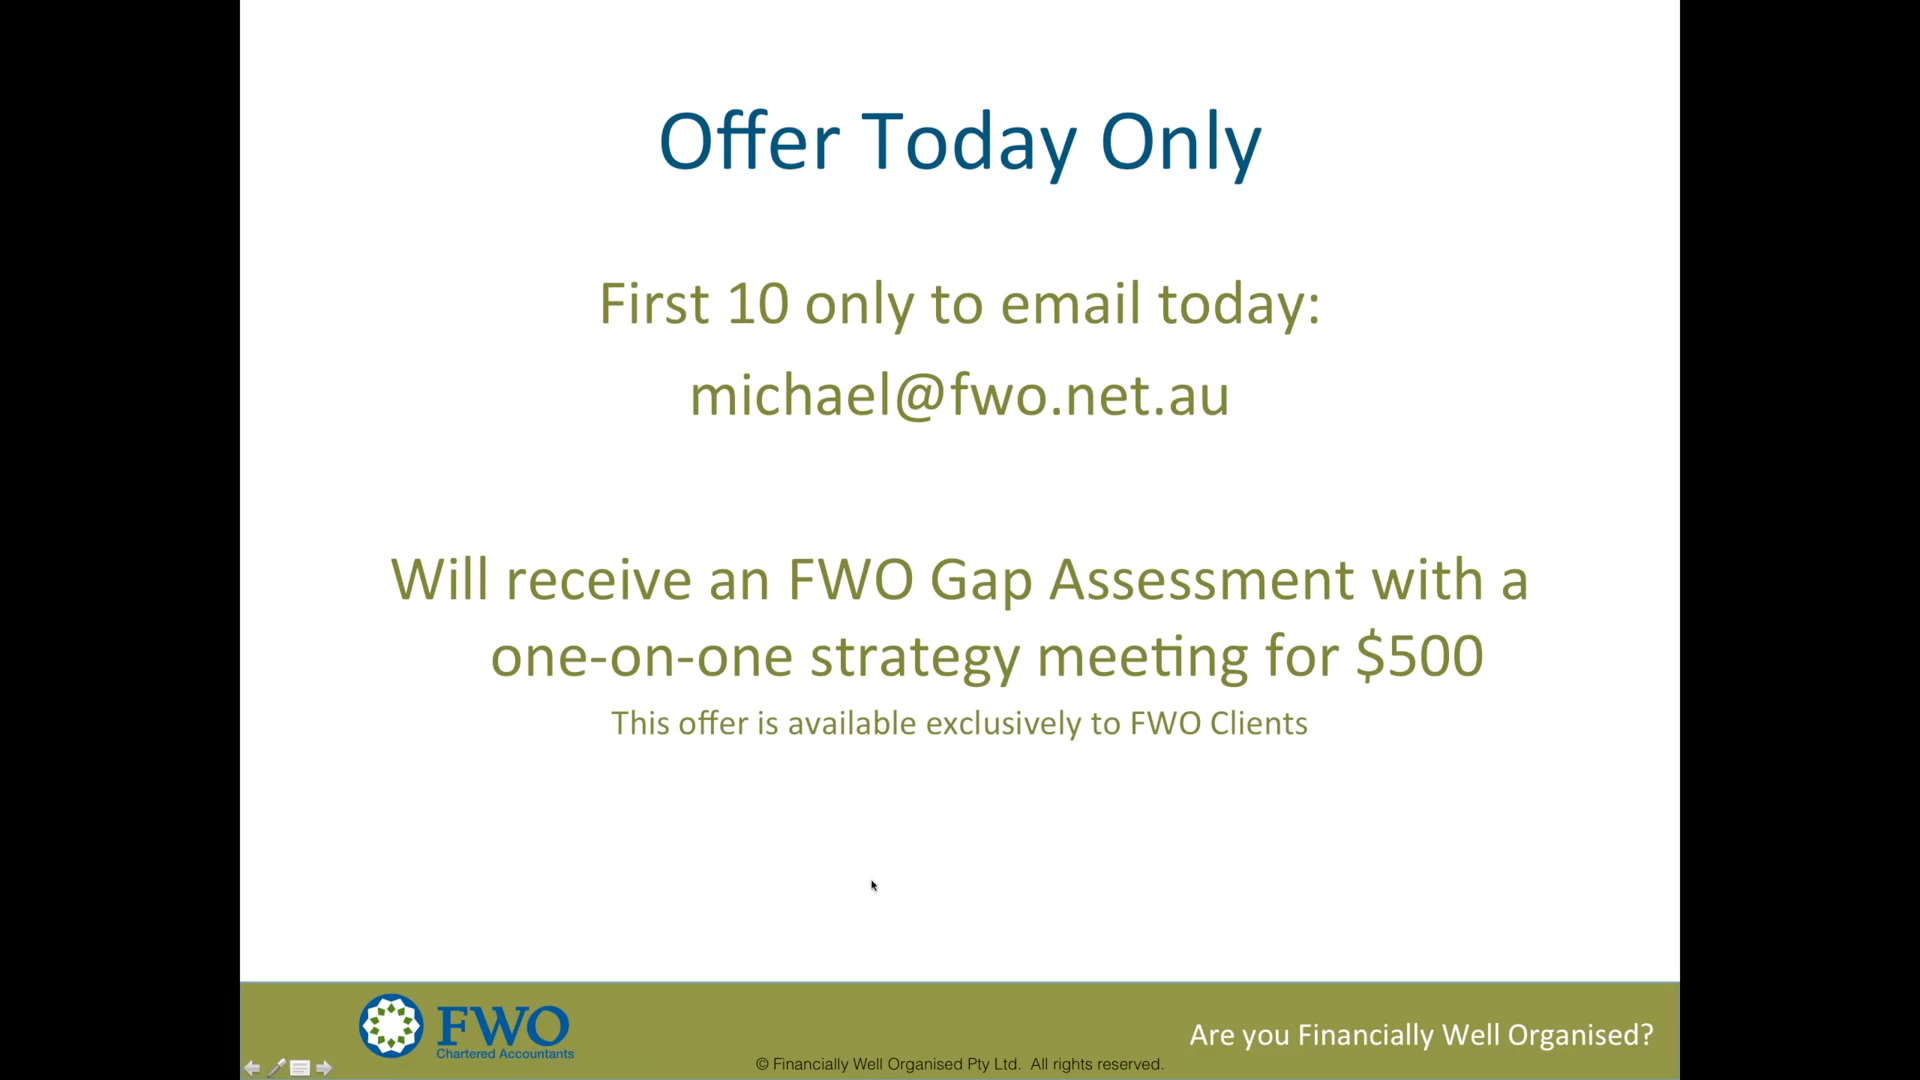 Offer Today Only
First 10 only to email today:
michael@fwo.net.au
Will receive an FWO Gap Assessment with a
one-on-one strategy meeting for $500
This offer is available exclusively to FWO Clients
FWO
Chartered Accountants
Are you Financially Well Organised?
© Financially Well Organised Pty Ltd. All rights reserved.